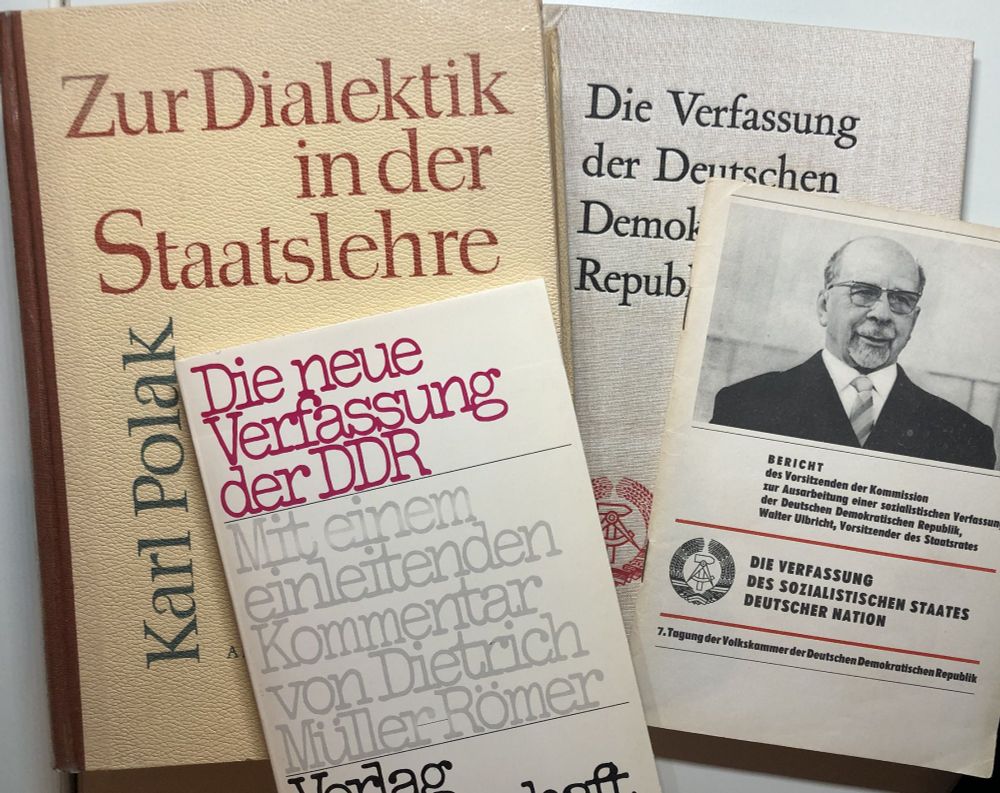 Zur Dialektik
in der
Staatslehre
Karl Polak
Die Verfassung
der Deutschen
Die neue
Verfassung
der DDR
Mit einem
einleitenden
Kommentar
von Dietrich
Müller-Römer
Verlag
BERICHT
des Vorsitzenden der Kommission
zur Ausarbeitung einer sozialistischen Verfassung
der Deutschen Demokratischen Republik,
Walter Ulbricht, Vorsitzender des Staatsrates
DIE VERFASSUNG
DES SOZIALISTISCHEN STAATES
DEUTSCHER NATION
7. Tagung der Volkskammer der Deutschen Demokratischen Republik